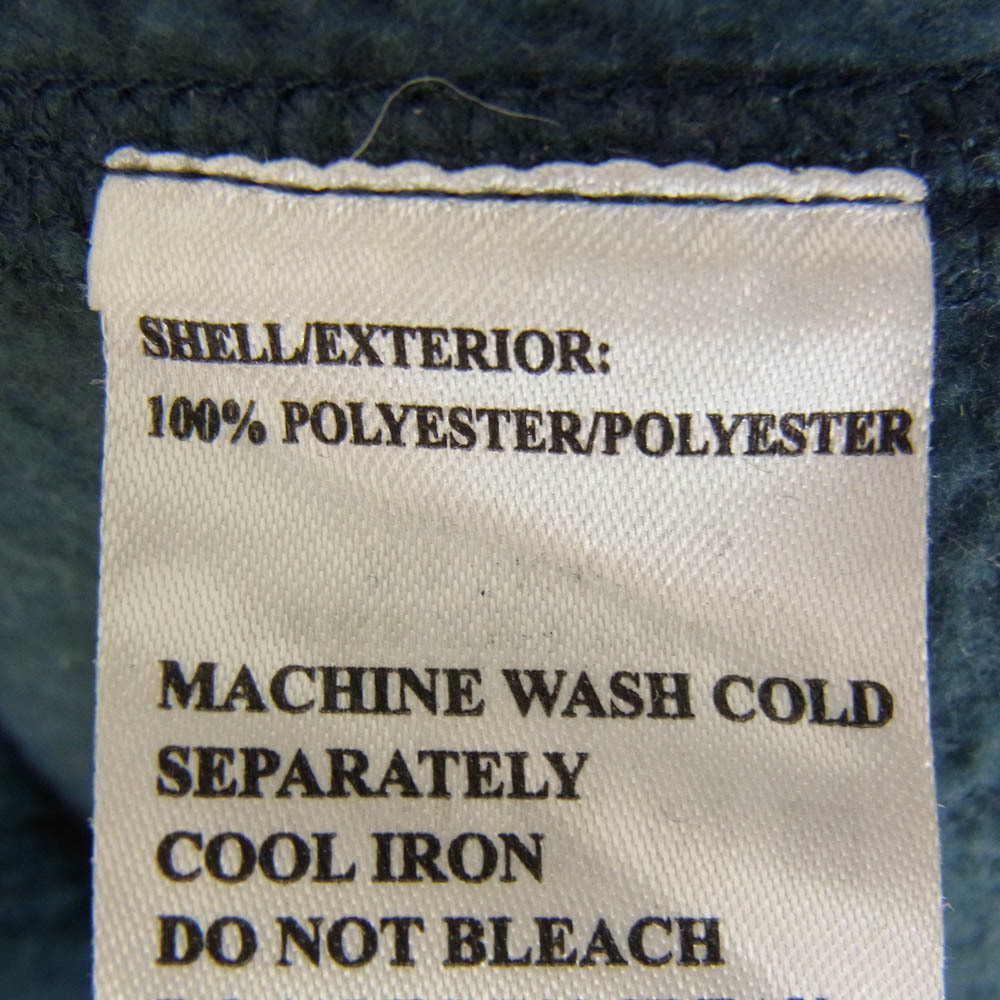 SHELL/EXTERIOR:
100% POLYESTER/POLYESTER
MACHINE WASH COLD
SEPARATELY
COOL IRON
DO NOT BLEACH